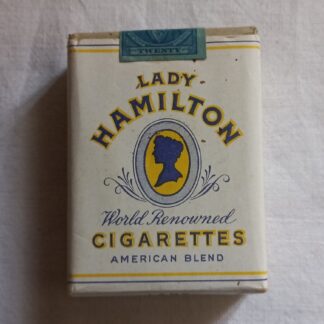 TWENTY
LADY
HAMILTON
World Renowned
CIGARETTES
AMERICAN BLEND